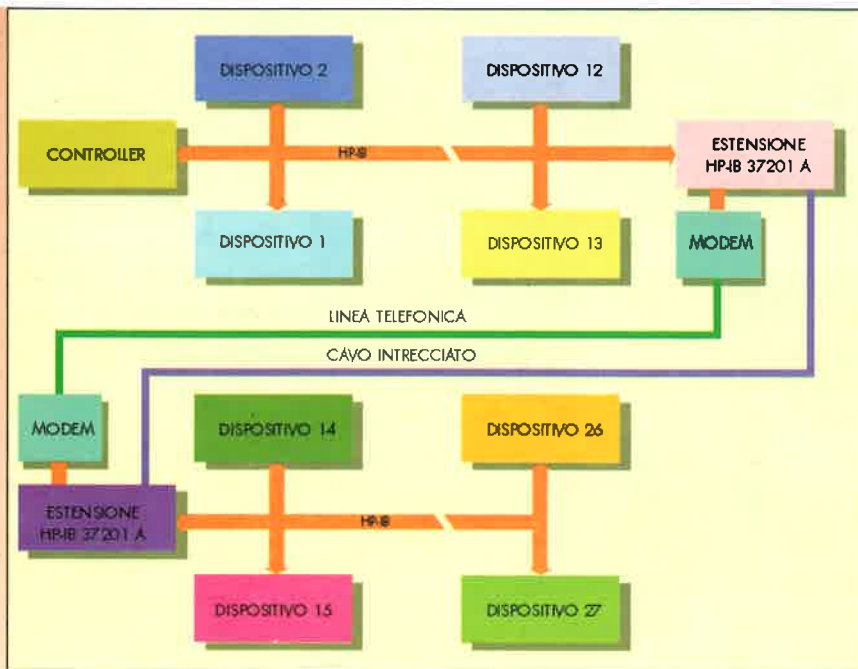 DISPOSITIVO 2
DISPOSITIVO 12
CONTROLLER
HP-IB
ESTENSIONE
HP-IB 37201 A
DISPOSITIVO 1
DISPOSITIVO 13
MODEM
LINEA TELEFONICA
CAVO INTRECCIATO
MODEM
DISPOSITIVO 14
DISPOSITIVO 26
ESTENSIONE
HP-IB 37201 A
HP-IB
DISPOSITIVO 15
DISPOSITIVO 27